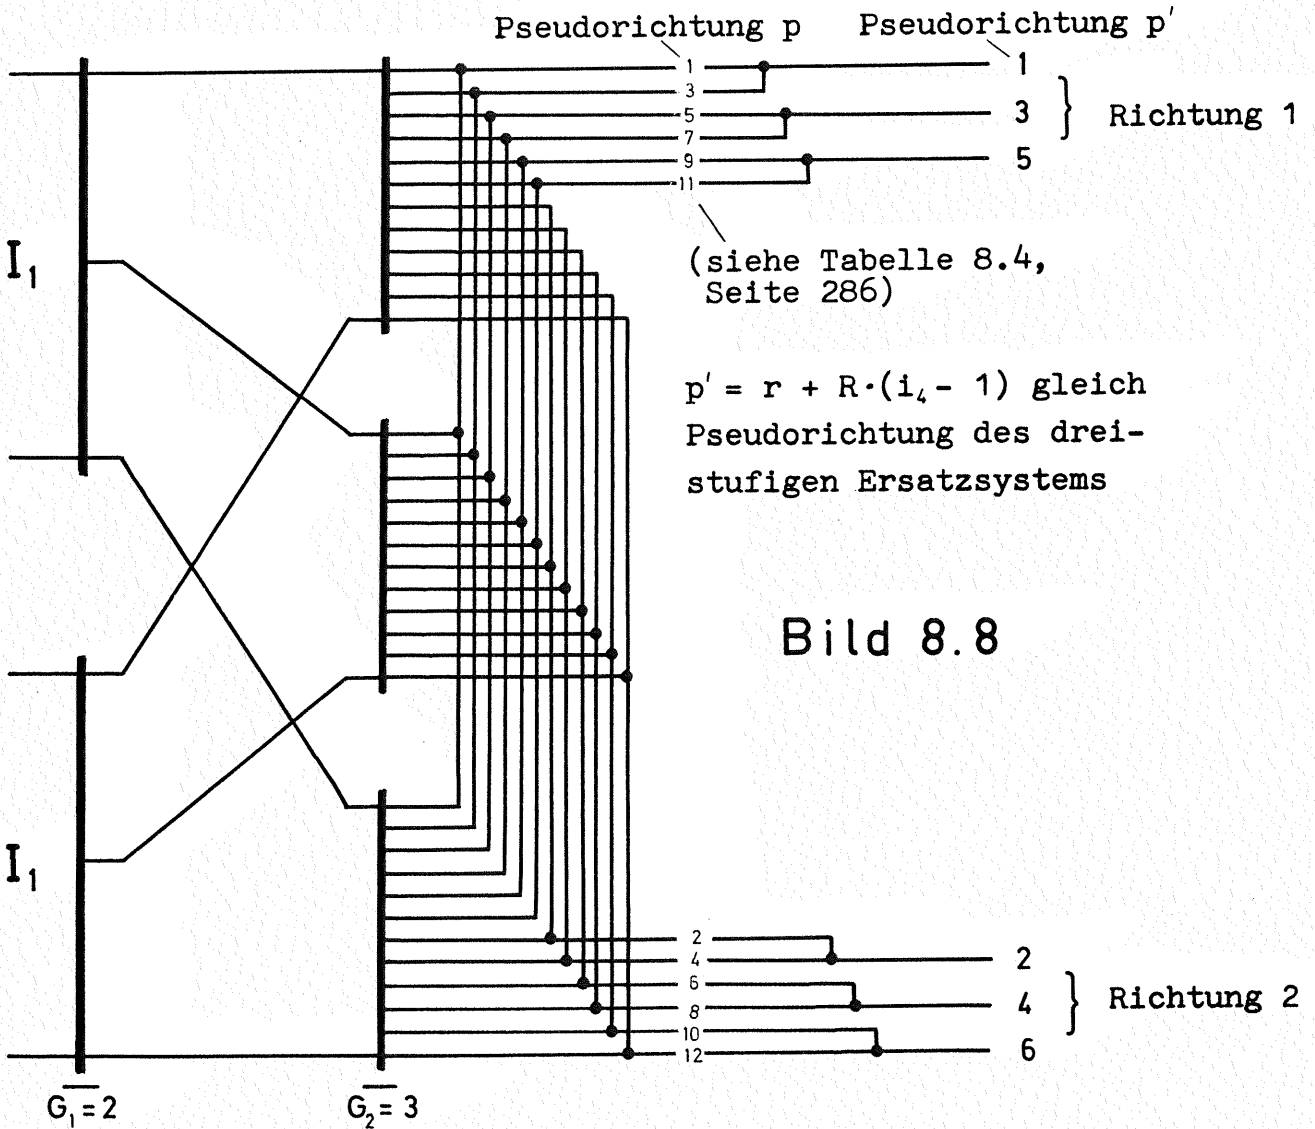 Pseudorichtung p
Pseudorichtung p'
1
3
5
7
9
11
1
3
5
Richtung 1
I₁
(siehe Tabelle 8.4,
Seite 286)
p' = r + R·(i₄- 1) gleich
Pseudorichtung des drei-
stufigen Ersatzsystems
Bild 8.8
I₁
2
4
6
8
10
12
2
4
6
Richtung 2
G₁=2
G₂=3